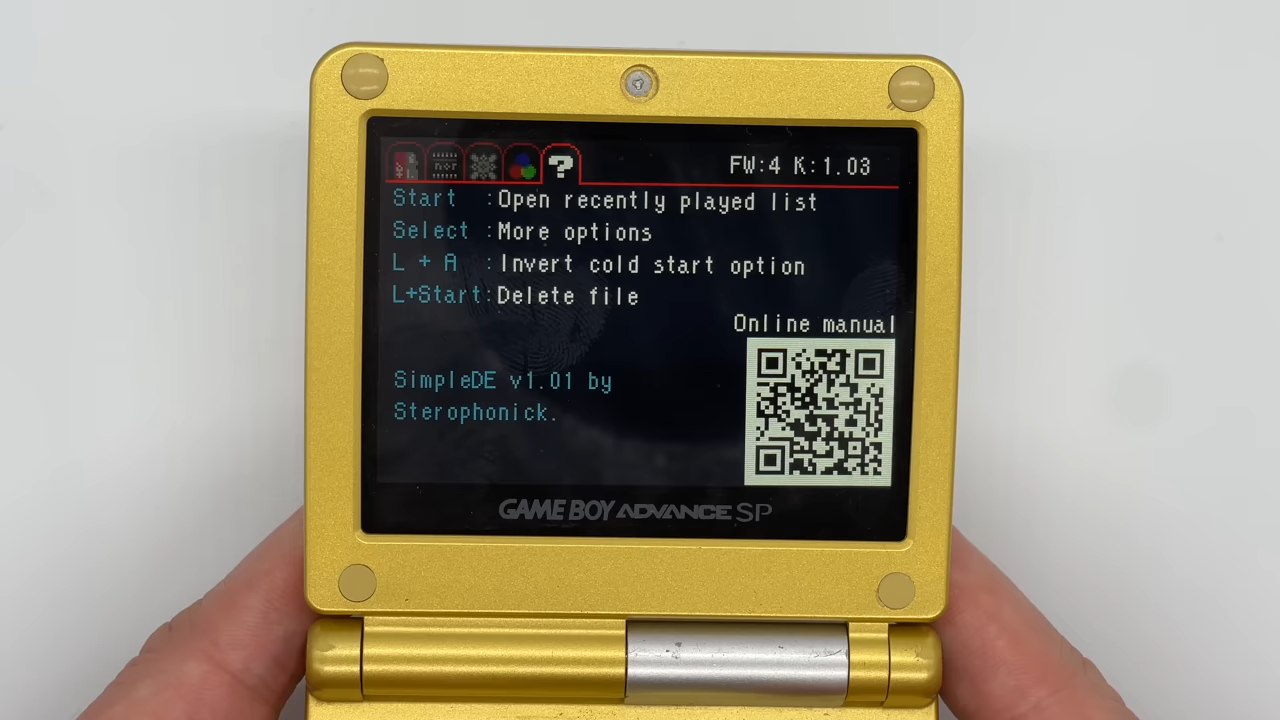 nor
?
FW:4 K:1.03
Start :Open recently played list
Select :More options
L + A :Invert cold start option
L+Start:Delete file
Online manual
SimpleDE v1.01 by
Sterophonick.
GAME BOY ADVANCE SP